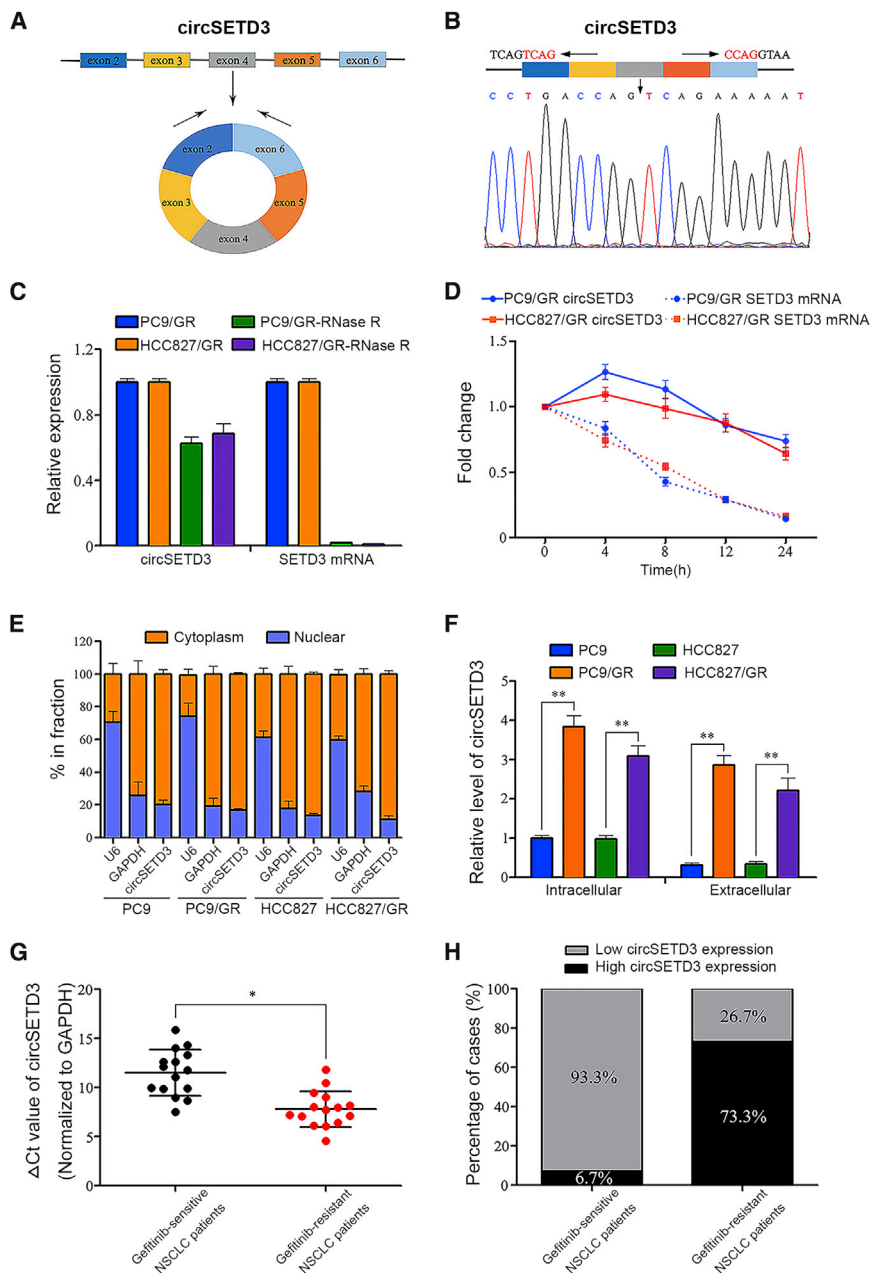 A
circSETD3
exon 2 exon 3 exon 4 exon 5 exon 6
exon 2 exon 6
exon 3 exon 5
exon 4
B
circSETD3
TCAGTCAG CCAGGTAA
C C T G A C C A G T C A G A A A A A T
C
PC9/GR PC9/GR-RNase R
HCC827/GR HCC827/GR-RNase R
Relative expression
1.2
0.8
0.4
0
circSETD3 SETD3 mRNA
D
PC9/GR circSETD3 PC9/GR SETD3 mRNA
HCC827/GR circSETD3 HCC827/GR SETD3 mRNA
Fold change
1.5
1.0
0.5
0.0
0 4 8 12 24
Time(h)
E
Cytoplasm Nuclear
% in fraction
120
100
80
60
40
20
0
U6 GAPDH circSETD3 U6 GAPDH circSETD3 U6 GAPDH circSETD3 U6 GAPDH circSETD3
PC9 PC9/GR HCC827 HCC827/GR
F
PC9 HCC827
PC9/GR HCC827/GR
Relative level of circSETD3
5
4
3
2
1
0
** ** ** **
Intracellular Extracellular
G
ΔCt value of circSETD3
(Normalized to GAPDH)
20
15
10
5
0
*
Gefitinib-sensitive
NSCLC patients
Gefitinib-resistant
NSCLC patients
H
Low circSETD3 expression
High circSETD3 expression
Percentage of cases (%)
100
80
60
40
20
0
93.3% 26.7%
6.7% 73.3%
Gefitinib-sensitive
NSCLC patients
Gefitinib-resistant
NSCLC patients